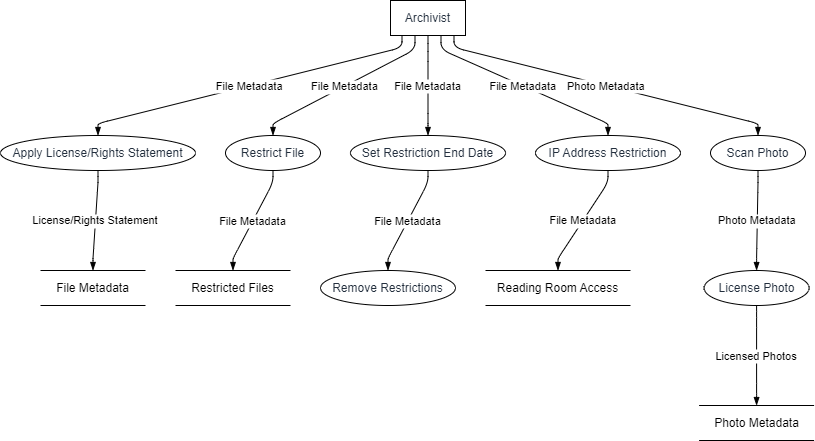 Archivist
File Metadata
File Metadata
File Metadata
File Metadata
Photo Metadata
Apply License/Rights Statement
Restrict File
Set Restriction End Date
IP Address Restriction
Scan Photo
License/Rights Statement
File Metadata
File Metadata
File Metadata
Photo Metadata
File Metadata
Restricted Files
Remove Restrictions
Reading Room Access
License Photo
Licensed Photos
Photo Metadata